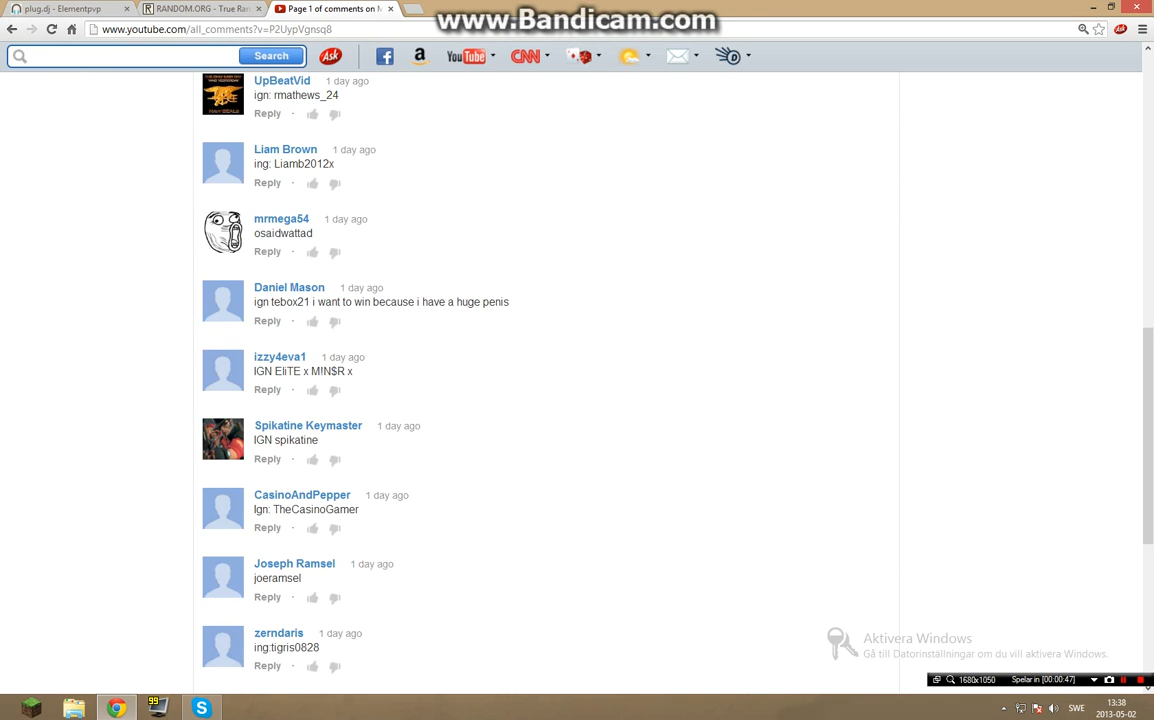 www.Bandicam.com
plug.dj - Elementpvp
RANDOM.ORG - True Ran
Page 1 of comments on M
www.youtube.com/all_comments?v=P2UypVgnsq8
Search
Ask
f
a
YouTube
CNN
Ask
UpBeatVid 1 day ago
ign: rmathews_24
Reply ·
Liam Brown 1 day ago
ing: Liamb2012x
Reply ·
mrmega54 1 day ago
osaidwattad
Reply ·
Daniel Mason 1 day ago
ign tebox21 i want to win because i have a huge penis
Reply ·
izzy4eva1 1 day ago
IGN EliTE x M!N$R x
Reply ·
Spikatine Keymaster 1 day ago
IGN spikatine
Reply ·
CasinoAndPepper 1 day ago
Ign: TheCasinoGamer
Reply ·
Joseph Ramsel 1 day ago
joeramsel
Reply ·
zerndaris 1 day ago
ing:tigris0828
Reply ·
Aktivera Windows
Gå till Datorinställningar om du vill aktivera Windows.
1680x1050 Spelar in [00:00:47]
99
SWE
13:38
2013-05-02